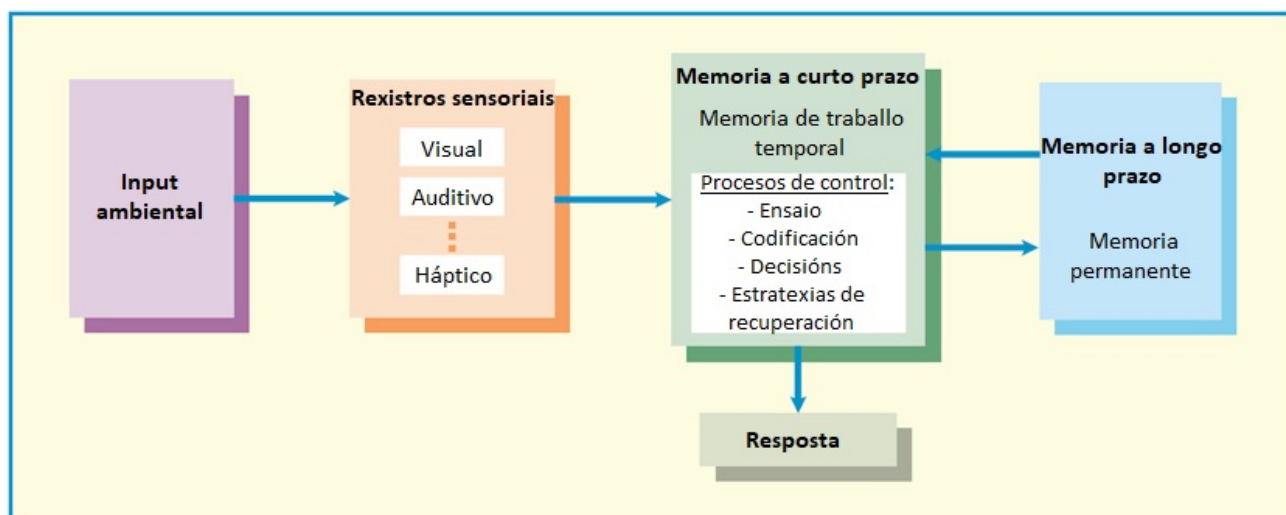 Input
ambiental
Rexistros sensoriais
Visual
Auditivo
Háptico
Memoria a curto prazo
Memoria de traballo
temporal
Procesos de control:
- Ensaio
- Codificación
- Decisións
- Estratexias de
recuperación
Memoria a longo
prazo
Memoria
permanente
Resposta